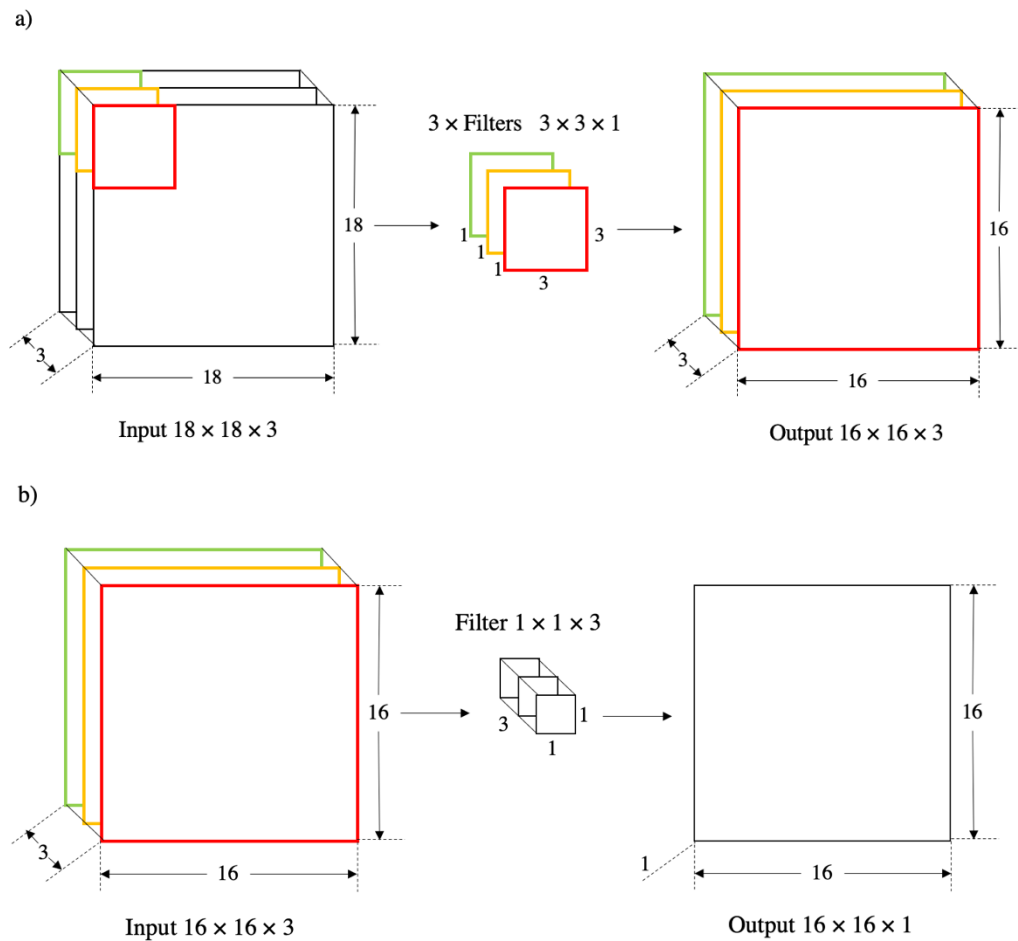 a)
3 × Filters 3 × 3 × 1
18
16
1
3
1
1
3
3
3
18
16
Input 18 × 18 × 3
Output 16 × 16 × 3
b)
Filter 1 × 1 × 3
16
1
16
3
1
3
1
16
16
Input 16 × 16 × 3
Output 16 × 16 × 1